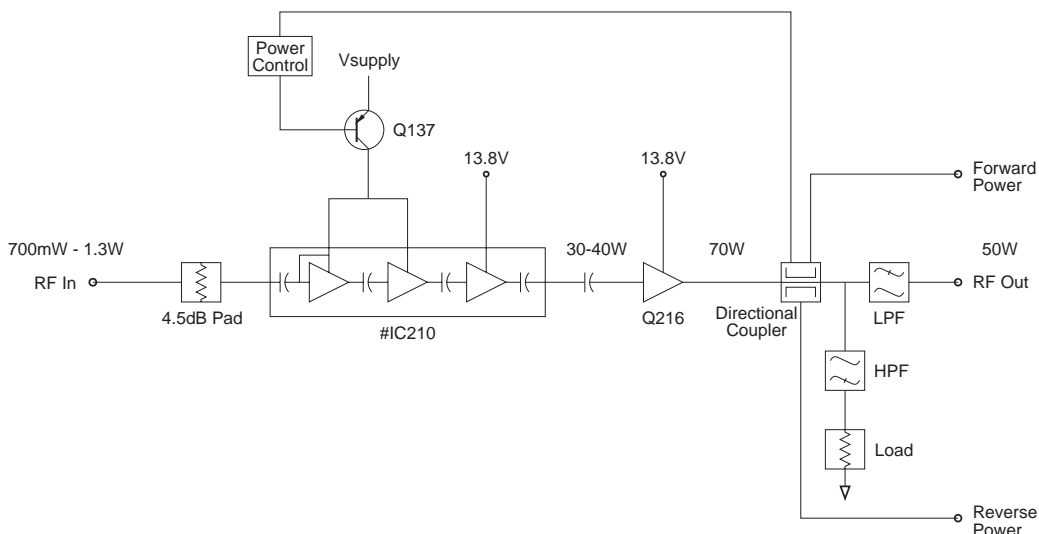 Power
Control
Vsupply
Q137
13.8V
13.8V
Forward
Power
700mW - 1.3W
30-40W
70W
50W
RF In
RF Out
4.5dB Pad
#IC210
Q216
Directional
Coupler
LPF
HPF
Load
Reverse
Power